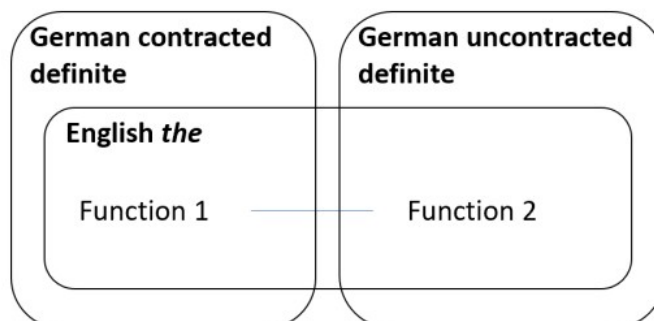 German contracted
definite
German uncontracted
definite
English the
Function 1
Function 2